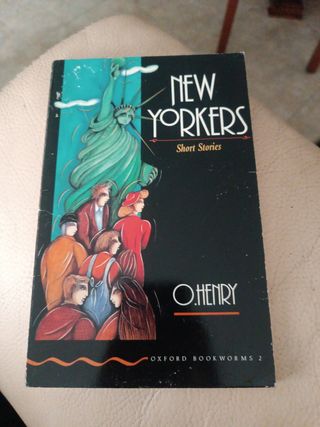 NEW
YORKERS
Short Stories
O.HENRY
OXFORD BOOKWORMS 2